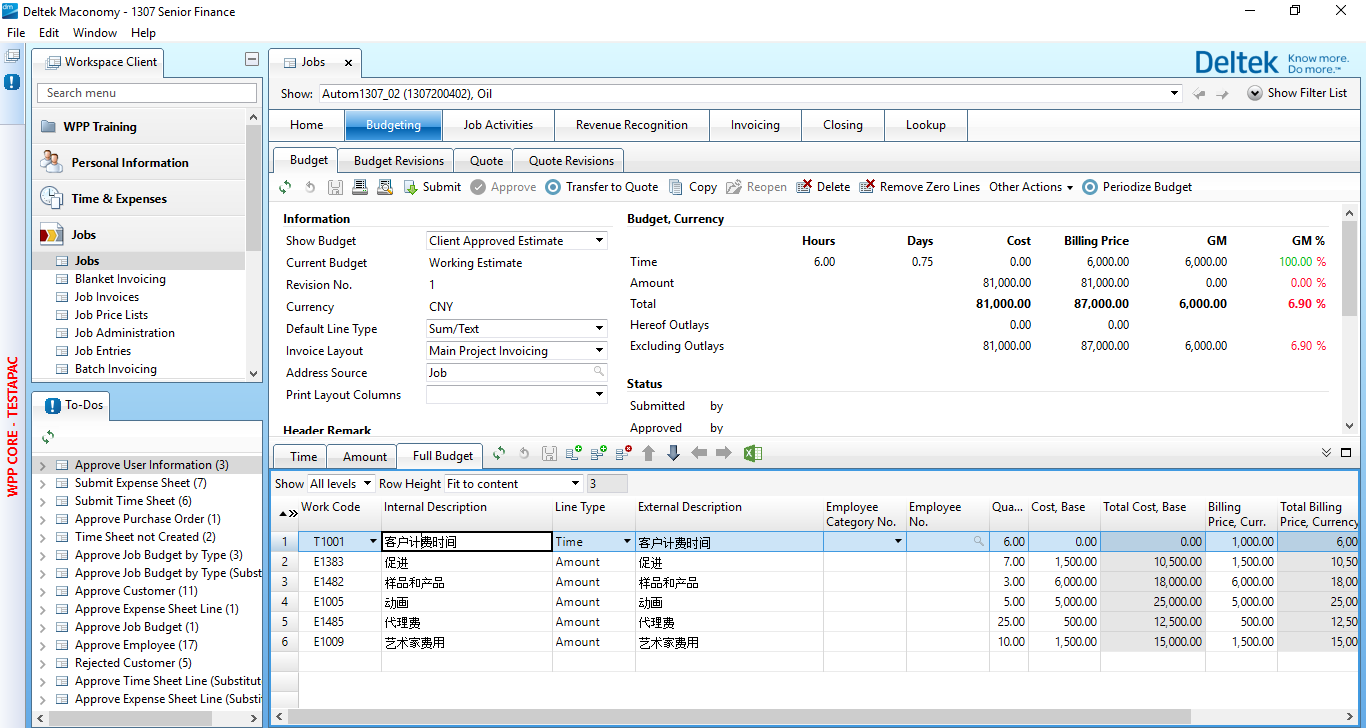 Deltek Maconomy - 1307 Senior Finance
File Edit Window Help
Workspace Client
Search menu
WPP Training
Personal Information
Time & Expenses
Jobs
Jobs
Blanket Invoicing
Job Invoices
Job Price Lists
Job Administration
Job Entries
Batch Invoicing
WPP CORE - TESTAPAC
To-Dos
Approve User Information (3)
Submit Expense Sheet (7)
Submit Time Sheet (6)
Approve Purchase Order (1)
Time Sheet not Created (2)
Approve Job Budget by Type (3)
Approve Job Budget by Type (Subst
Approve Customer (11)
Approve Expense Sheet Line (1)
Approve Job Budget (1)
Approve Employee (17)
Rejected Customer (5)
Approve Time Sheet Line (Substitut
Approve Expense Sheet Line (Substi
Jobs
Deltek Know more.
Do more.™
Show: Autom1307_02 (1307200402), Oil Show Filter List
Home Budgeting Job Activities Revenue Recognition Invoicing Closing Lookup
Budget Budget Revisions Quote Quote Revisions
Submit Approve Transfer to Quote Copy Reopen Delete Remove Zero Lines Other Actions Periodize Budget
Information
Show Budget Client Approved Estimate
Current Budget Working Estimate
Revision No. 1
Currency CNY
Default Line Type Sum/Text
Invoice Layout Main Project Invoicing
Address Source Job
Print Layout Columns
Header Remark
Budget, Currency
Hours Days Cost Billing Price GM GM %
Time 6.00 0.75 0.00 6,000.00 6,000.00 100.00 %
Amount 81,000.00 81,000.00 0.00 0.00 %
Total 81,000.00 87,000.00 6,000.00 6.90 %
Hereof Outlays 0.00 0.00
Excluding Outlays 81,000.00 87,000.00 6,000.00 6.90 %
Status
Submitted by
Approved by
Time Amount Full Budget
Show All levels Row Height Fit to content 3
Work Code Internal Description Line Type External Description Employee Category No. Employee No. Qua... Cost, Base Total Cost, Base Billing Price, Curr. Total Billing Price, Currency
1 T1001 客户计费时间 Time 客户计费时间 6.00 0.00 0.00 1,000.00 6,00
2 E1383 促进 Amount 促进 7.00 1,500.00 10,500.00 1,500.00 10,50
3 E1482 样品和产品 Amount 样品和产品 3.00 6,000.00 18,000.00 6,000.00 18,00
4 E1005 动画 Amount 动画 5.00 5,000.00 25,000.00 5,000.00 25,00
5 E1485 代理费 Amount 代理费 25.00 500.00 12,500.00 500.00 12,50
6 E1009 艺术家费用 Amount 艺术家费用 10.00 1,500.00 15,000.00 1,500.00 15,00